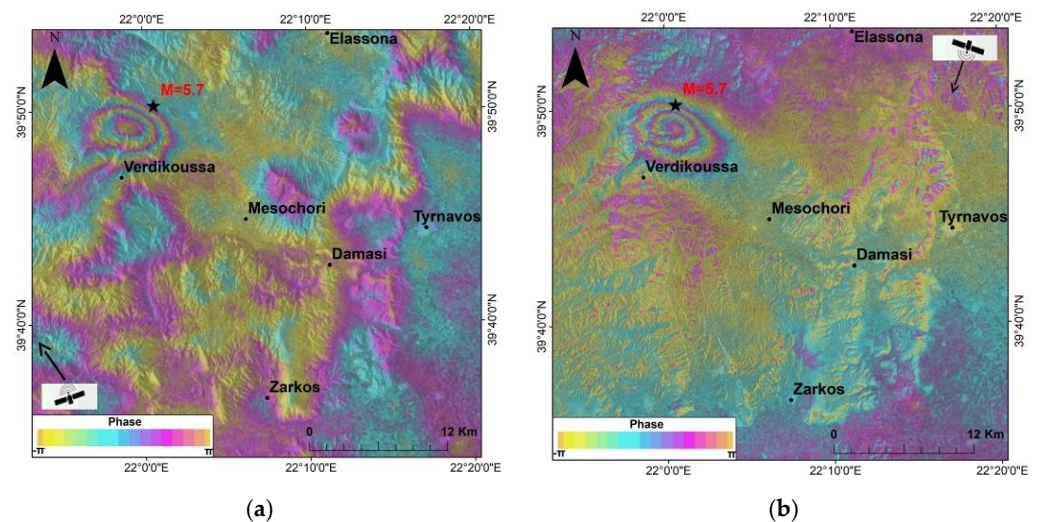 22°0'0"E 22°10'0"E 22°20'0"E
N
Elassona
M=5.7
39°50'0"N 39°50'0"N
Verdikoussa
Mesochori
Tyrnavos
Damasi
39°40'0"N 39°40'0"N
Zarkos
Phase
-π π
0 12 Km
22°0'0"E 22°10'0"E 22°20'0"E
(a)
22°0'0"E 22°10'0"E 22°20'0"E
N
Elassona
M=5.7
39°50'0"N 39°50'0"N
Verdikoussa
Mesochori
Tyrnavos
Damasi
39°40'0"N 39°40'0"N
Zarkos
Phase
-π π
0 12 Km
22°0'0"E 22°10'0"E 22°20'0"E
(b)